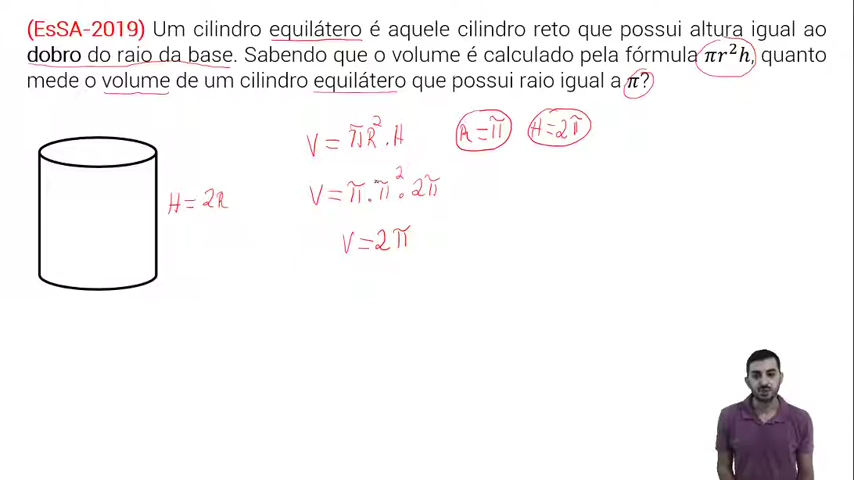 (EsSA-2019) Um cilindro equilátero é aquele cilindro reto que possui altura igual ao
dobro do raio da base. Sabendo que o volume é calculado pela fórmula πr²h, quanto
mede o volume de um cilindro equilátero que possui raio igual a π?
V = πR².H R = π H = 2π
V = π.π².2π
H = 2R
V = 2π